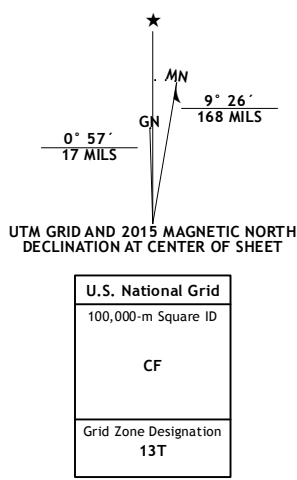 MN
GN
9° 26´
168 MILS
0° 57´
17 MILS
UTM GRID AND 2015 MAGNETIC NORTH
DECLINATION AT CENTER OF SHEET
U.S. National Grid
100,000-m Square ID
CF
Grid Zone Designation
13T